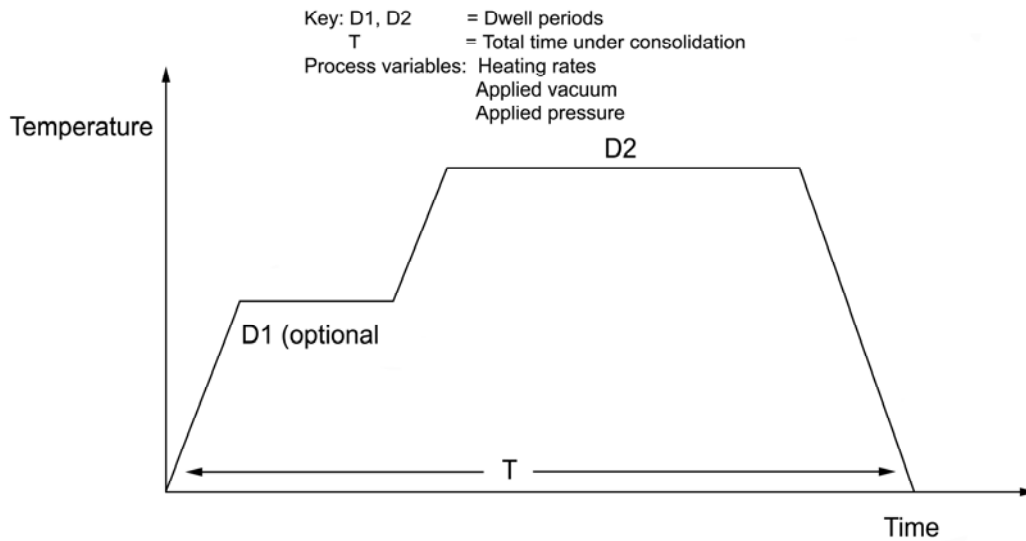 Key: D1, D2 = Dwell periods
T = Total time under consolidation
Process variables: Heating rates
Applied vacuum
Applied pressure
Temperature
D2
D1 (optional
T
Time